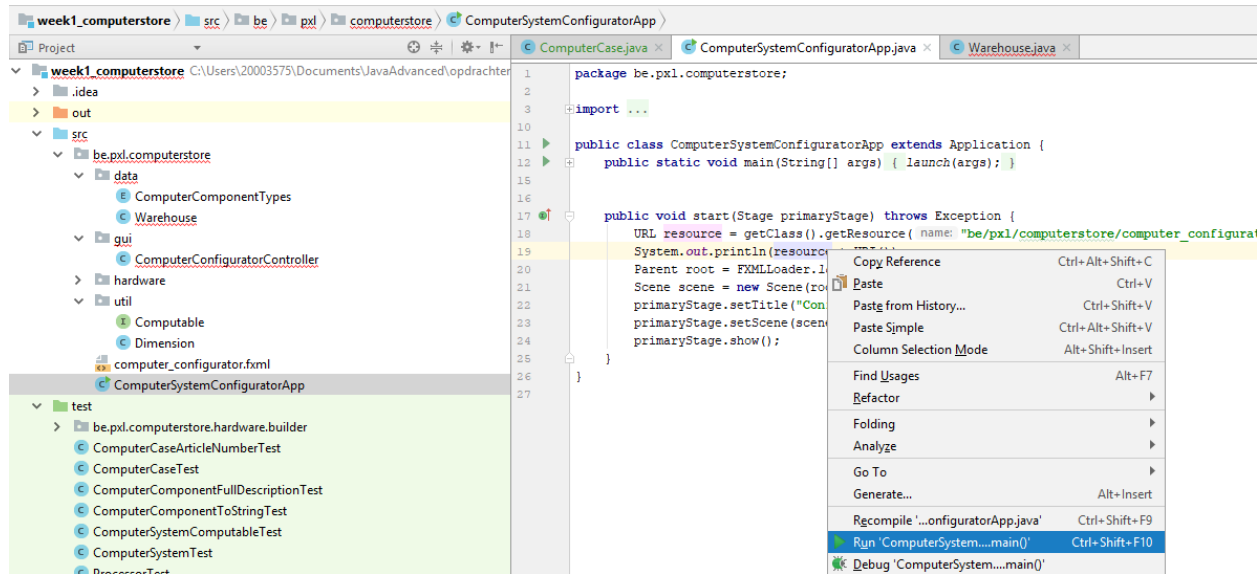 week1_computerstore src be pxl computerstore ComputerSystemConfiguratorApp
Project
ComputerCase.java ComputerSystemConfiguratorApp.java Warehouse.java
week1_computerstore C:\Users\20003575\Documents\JavaAdvanced\opdrachter
.idea
out
src
be.pxl.computerstore
data
ComputerComponentTypes
Warehouse
gui
ComputerConfiguratorController
hardware
util
Computable
Dimension
computer_configurator.fxml
ComputerSystemConfiguratorApp
test
be.pxl.computerstore.hardware.builder
ComputerCaseArticleNumberTest
ComputerCaseTest
ComputerComponentFullDescriptionTest
ComputerComponentToStringTest
ComputerSystemComputableTest
ComputerSystemTest
ProcessorTest
1 package be.pxl.computerstore;
2
3 import ...
10
11 public class ComputerSystemConfiguratorApp extends Application {
12 public static void main(String[] args) { launch(args); }
15
16
17 public void start(Stage primaryStage) throws Exception {
18 URL resource = getClass().getResource( name: "be/pxl/computerstore/computer_configurat
19 System.out.println(resource
20 Parent root = FXMLLoader.l
21 Scene scene = new Scene(ro
22 primaryStage.setTitle("Con
23 primaryStage.setScene(scen
24 primaryStage.show();
25 }
26 }
27
Copy Reference Ctrl+Alt+Shift+C
Paste Ctrl+V
Paste from History... Ctrl+Shift+V
Paste Simple Ctrl+Alt+Shift+V
Column Selection Mode Alt+Shift+Insert
Find Usages Alt+F7
Refactor
Folding
Analyze
Go To
Generate... Alt+Insert
Recompile '...onfiguratorApp.java' Ctrl+Shift+F9
Run 'ComputerSystem....main()' Ctrl+Shift+F10
Debug 'ComputerSystem....main()'